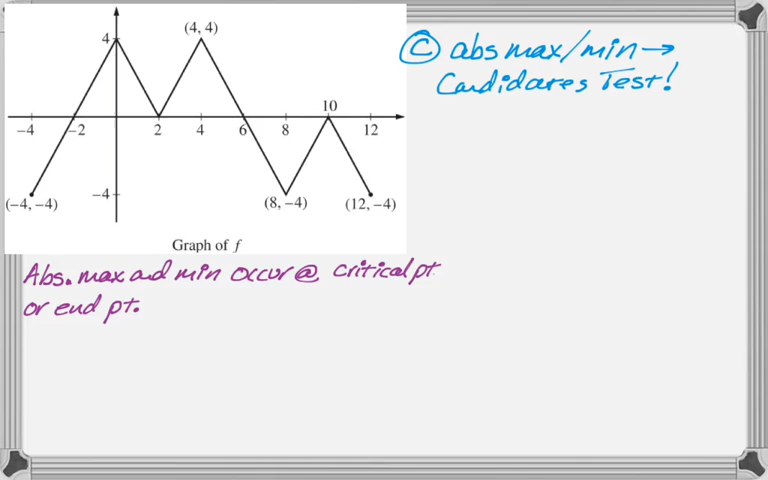 (4, 4)
4
10
−4
−2
2
4
6
8
12
−4
(−4, −4)
(8, −4)
(12, −4)
Graph of f
Ⓒ abs max/min →
Candidares Test!
Abs. max and min occur @ critical pt
or end pt.